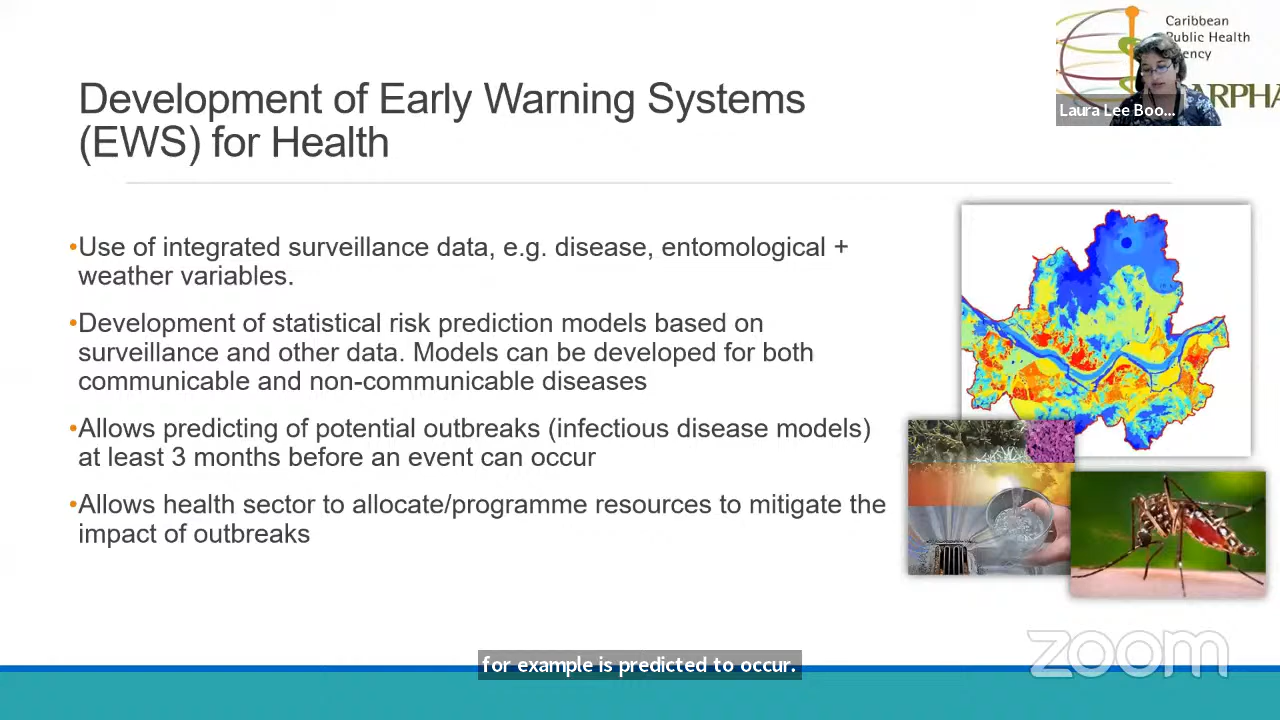 Caribbean
Public Health
Agency
CARPHA
Laura Lee Boo...
Development of Early Warning Systems
(EWS) for Health
•Use of integrated surveillance data, e.g. disease, entomological +
weather variables.
•Development of statistical risk prediction models based on
surveillance and other data. Models can be developed for both
communicable and non-communicable diseases
•Allows predicting of potential outbreaks (infectious disease models)
at least 3 months before an event can occur
•Allows health sector to allocate/programme resources to mitigate the
impact of outbreaks
zoom
for example is predicted to occur.